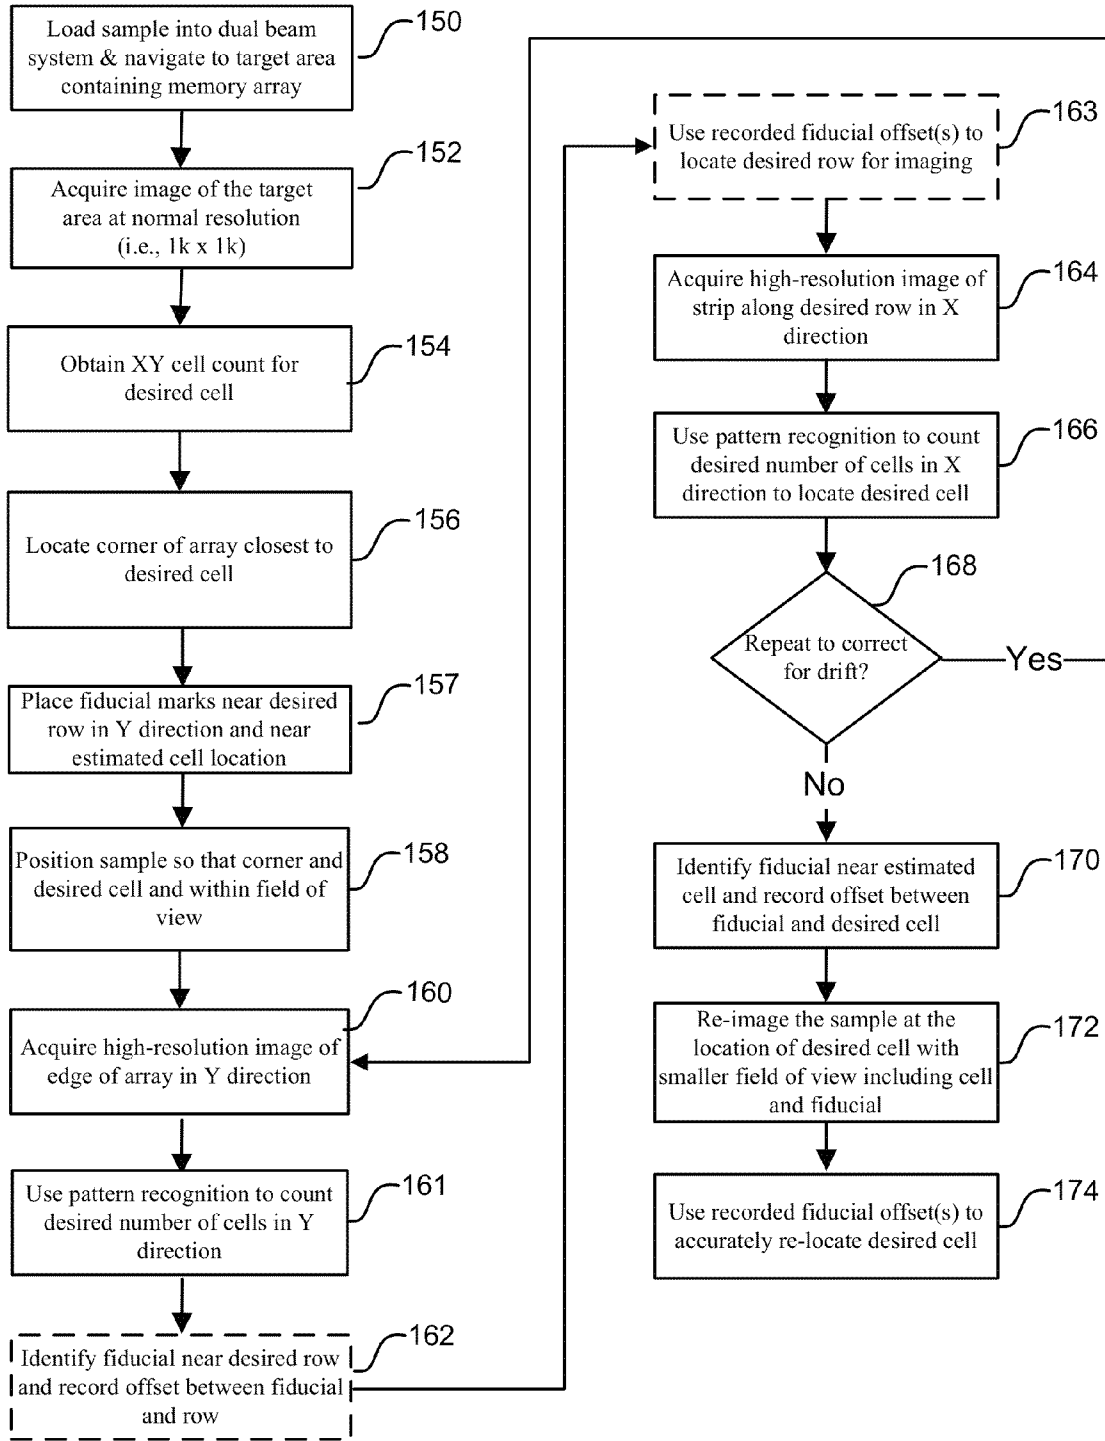 Load sample into dual beam
system & navigate to target area
containing memory array
150
Acquire image of the target
area at normal resolution
(i.e., 1k x 1k)
152
Obtain XY cell count for
desired cell
154
Locate corner of array closest to
desired cell
156
Place fiducial marks near desired
row in Y direction and near
estimated cell location
157
Position sample so that corner and
desired cell and within field of
view
158
Acquire high-resolution image of
edge of array in Y direction
160
Use pattern recognition to count
desired number of cells in Y
direction
161
Identify fiducial near desired row
and record offset between fiducial
and row
162
Use recorded fiducial offset(s) to
locate desired row for imaging
163
Acquire high-resolution image of
strip along desired row in X
direction
164
Use pattern recognition to count
desired number of cells in X
direction to locate desired cell
166
Repeat to correct
for drift?
168
Yes
No
Identify fiducial near estimated
cell and record offset between
fiducial and desired cell
170
Re-image the sample at the
location of desired cell with
smaller field of view including cell
and fiducial
172
Use recorded fiducial offset(s) to
accurately re-locate desired cell
174